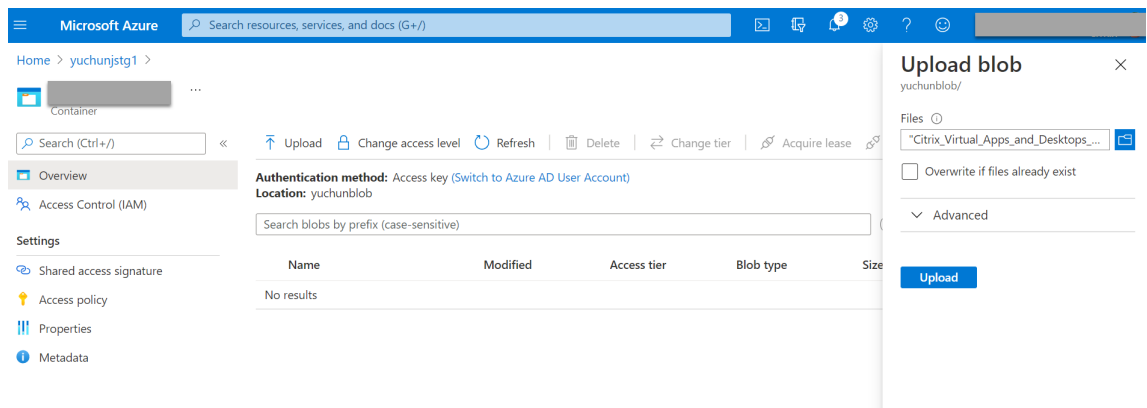 Microsoft Azure
Search resources, services, and docs (G+/)
3
Home > yuchunjstg1 >
...
Container
Search (Ctrl+/)
«
Overview
Access Control (IAM)
Settings
Shared access signature
Access policy
Properties
Metadata
Upload Change access level Refresh Delete Change tier Acquire lease
Authentication method: Access key (Switch to Azure AD User Account)
Location: yuchunblob
Search blobs by prefix (case-sensitive)
Name Modified Access tier Blob type Size
No results
Upload blob
yuchunblob/
Files
"Citrix_Virtual_Apps_and_Desktops_...
Overwrite if files already exist
Advanced
Upload